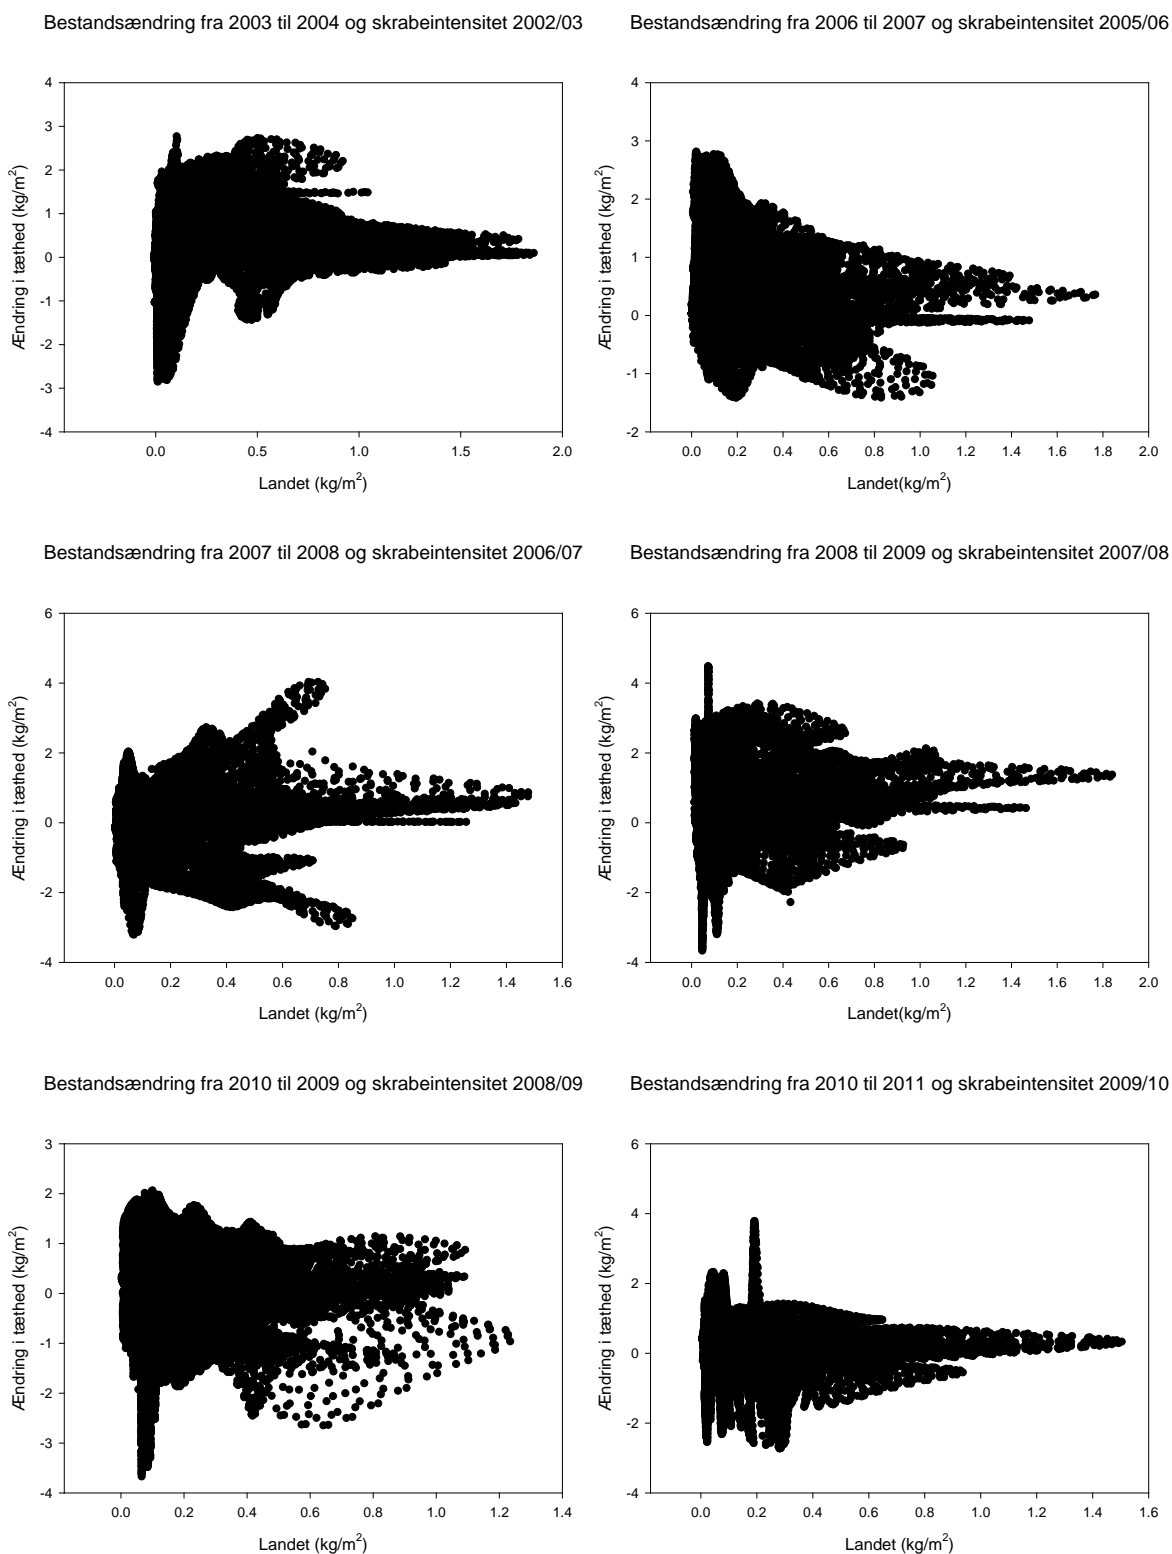 Bestandsændring fra 2003 til 2004 og skrabeintensitet 2002/03
Ændring i tæthed (kg/m²)
4
3
2
1
0
-1
-2
-3
-4
0.0 0.5 1.0 1.5 2.0
Landet (kg/m²)
Bestandsændring fra 2006 til 2007 og skrabeintensitet 2005/06
Ændring i tæthed (kg/m²)
4
3
2
1
0
-1
-2
0.0 0.2 0.4 0.6 0.8 1.0 1.2 1.4 1.6 1.8 2.0
Landet(kg/m²)
Bestandsændring fra 2007 til 2008 og skrabeintensitet 2006/07
Ændring i tæthed (kg/m²)
6
4
2
0
-2
-4
0.0 0.2 0.4 0.6 0.8 1.0 1.2 1.4 1.6
Landet (kg/m²)
Bestandsændring fra 2008 til 2009 og skrabeintensitet 2007/08
Ændring i tæthed (kg/m²)
6
4
2
0
-2
-4
0.0 0.2 0.4 0.6 0.8 1.0 1.2 1.4 1.6 1.8 2.0
Landet(kg/m²)
Bestandsændring fra 2010 til 2009 og skrabeintensitet 2008/09
Ændring i tæthed (kg/m²)
3
2
1
0
-1
-2
-3
-4
0.0 0.2 0.4 0.6 0.8 1.0 1.2 1.4
Landet (kg/m²)
Bestandsændring fra 2010 til 2011 og skrabeintensitet 2009/10
Ændring i tæthed (kg/m²)
6
4
2
0
-2
-4
0.0 0.2 0.4 0.6 0.8 1.0 1.2 1.4 1.6
Landet (kg/m²)